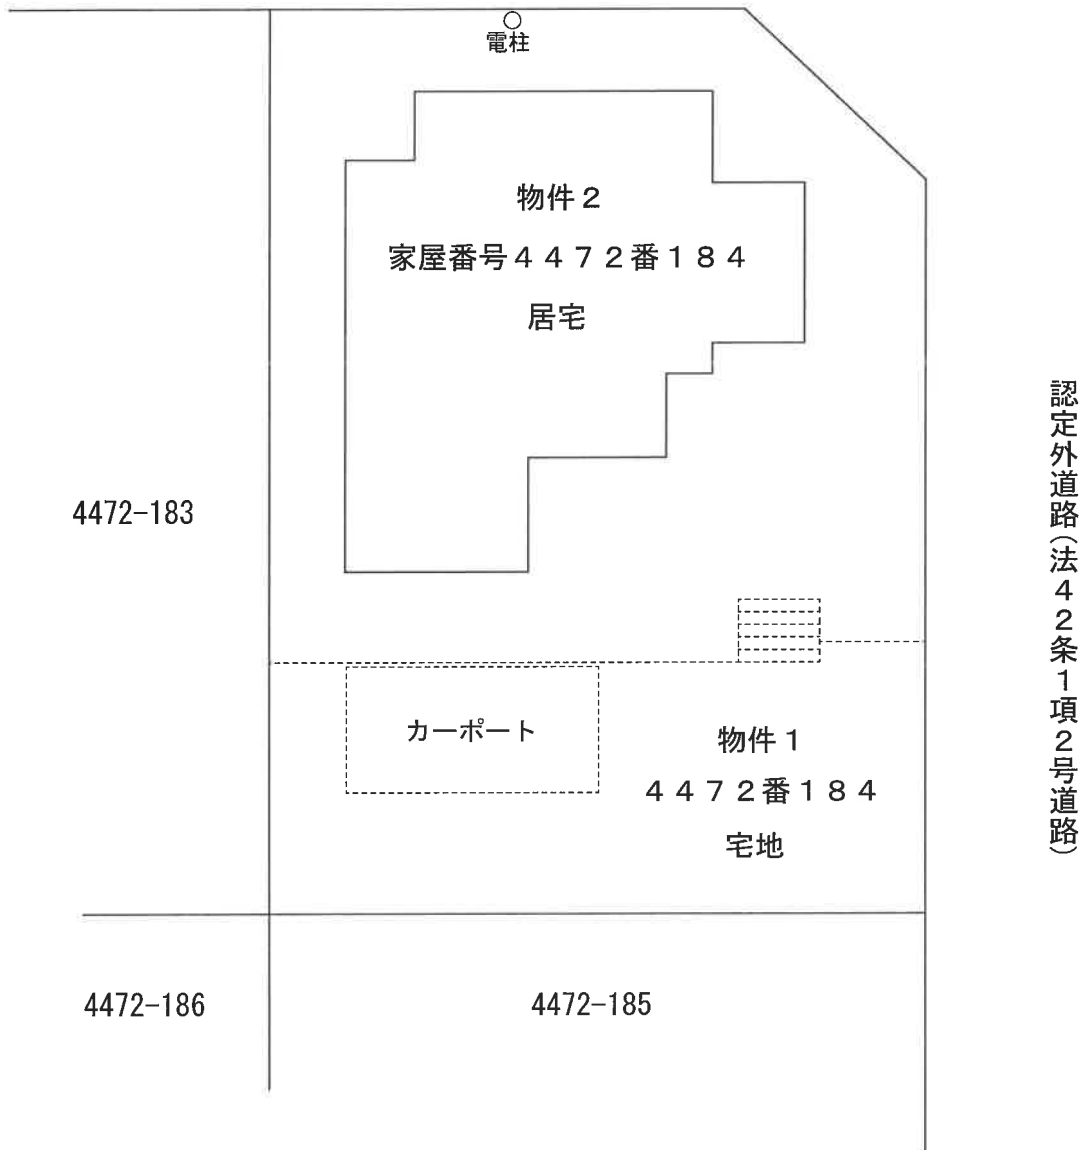 電柱
物件２
家屋番号４４７２番１８４
居宅
4472-183
認定外道路（法４２条１項２号道路）
カーポート
物件１
４４７２番１８４
宅地
4472-186
4472-185